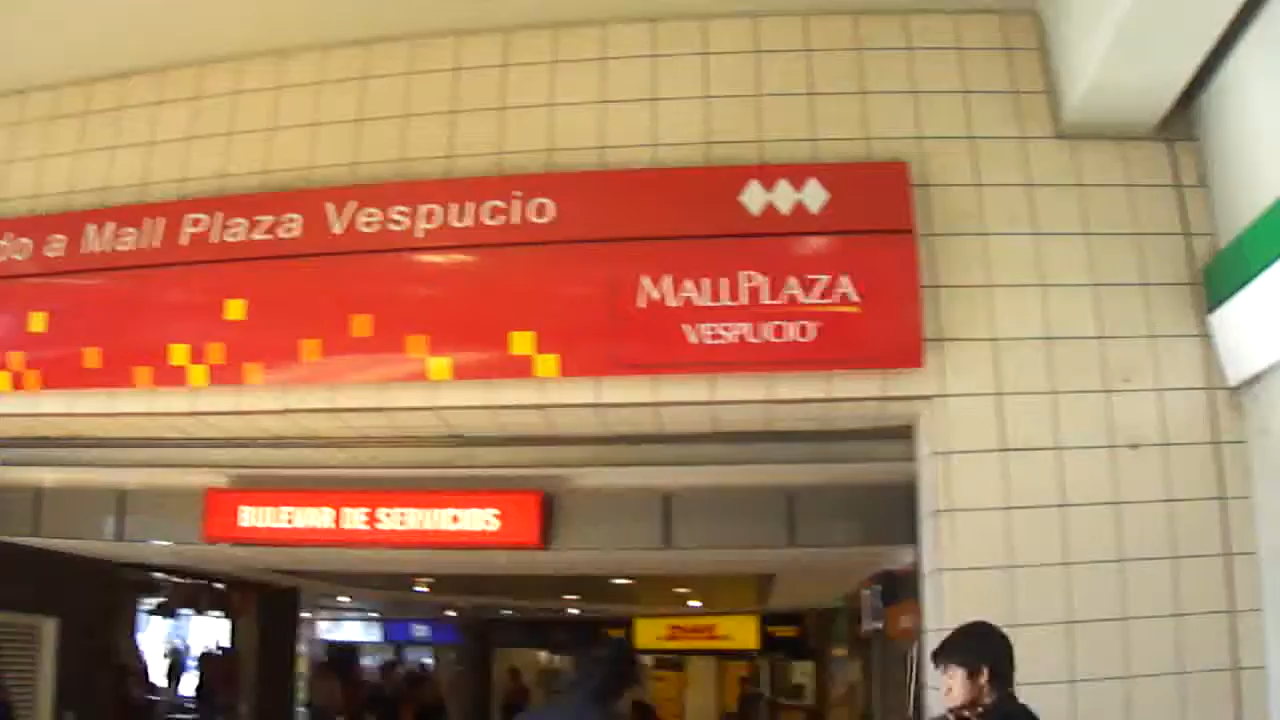 do a Mall Plaza Vespucio
MALLPLAZA
VESPUCIO
BULEVAR DE SERVICIOS
DHL